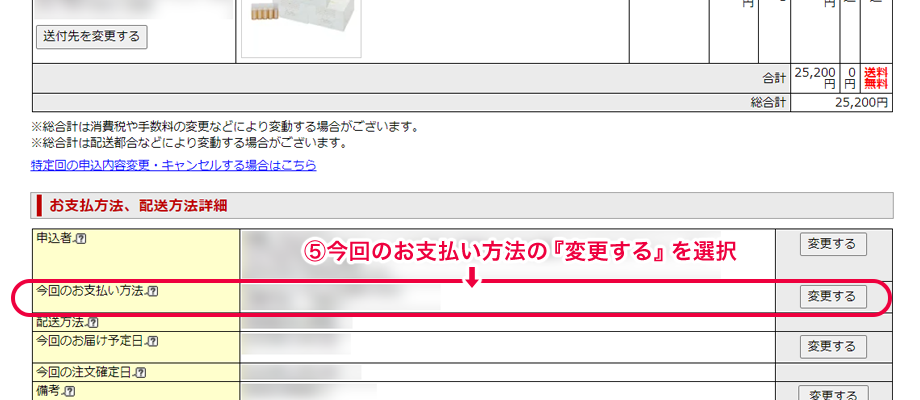 円
円
送付先を変更する
合計
25,200円
0円
送料無料
総合計
25,200円
※総合計は消費税や手数料の変更などにより変動する場合がございます。
※総合計は配送都合などにより変動する場合がございます。
特定回の申込内容変更・キャンセルする場合はこちら
お支払方法、配送方法詳細
申込者
?
変更する
⑤今回のお支払い方法の『変更する』を選択
今回のお支払い方法
?
変更する
配送方法
?
今回のお届け予定日
?
変更する
今回の注文確定日
?
備考
?
変更する